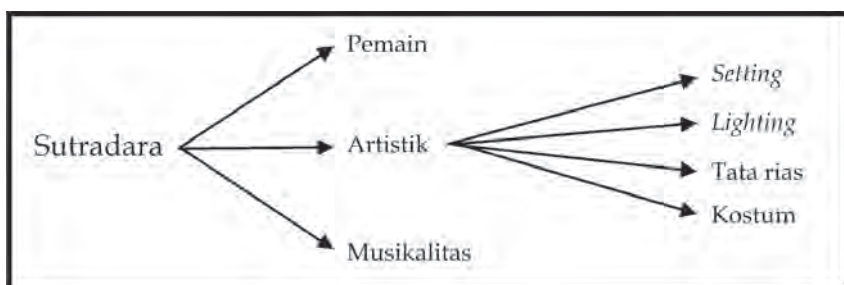 Sutradara
Pemain
Artistik
Musikalitas
Setting
Lighting
Tata rias
Kostum